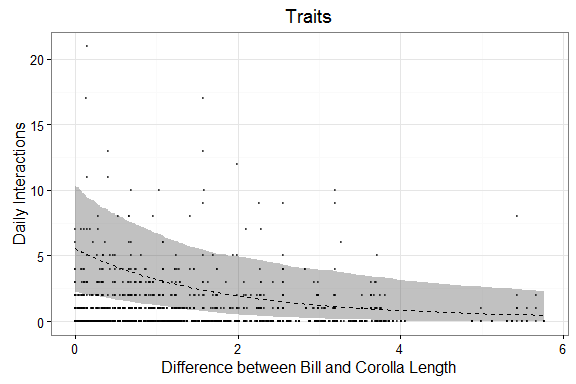 Traits
Daily Interactions
20
15
10
5
0
0 2 4 6
Difference between Bill and Corolla Length